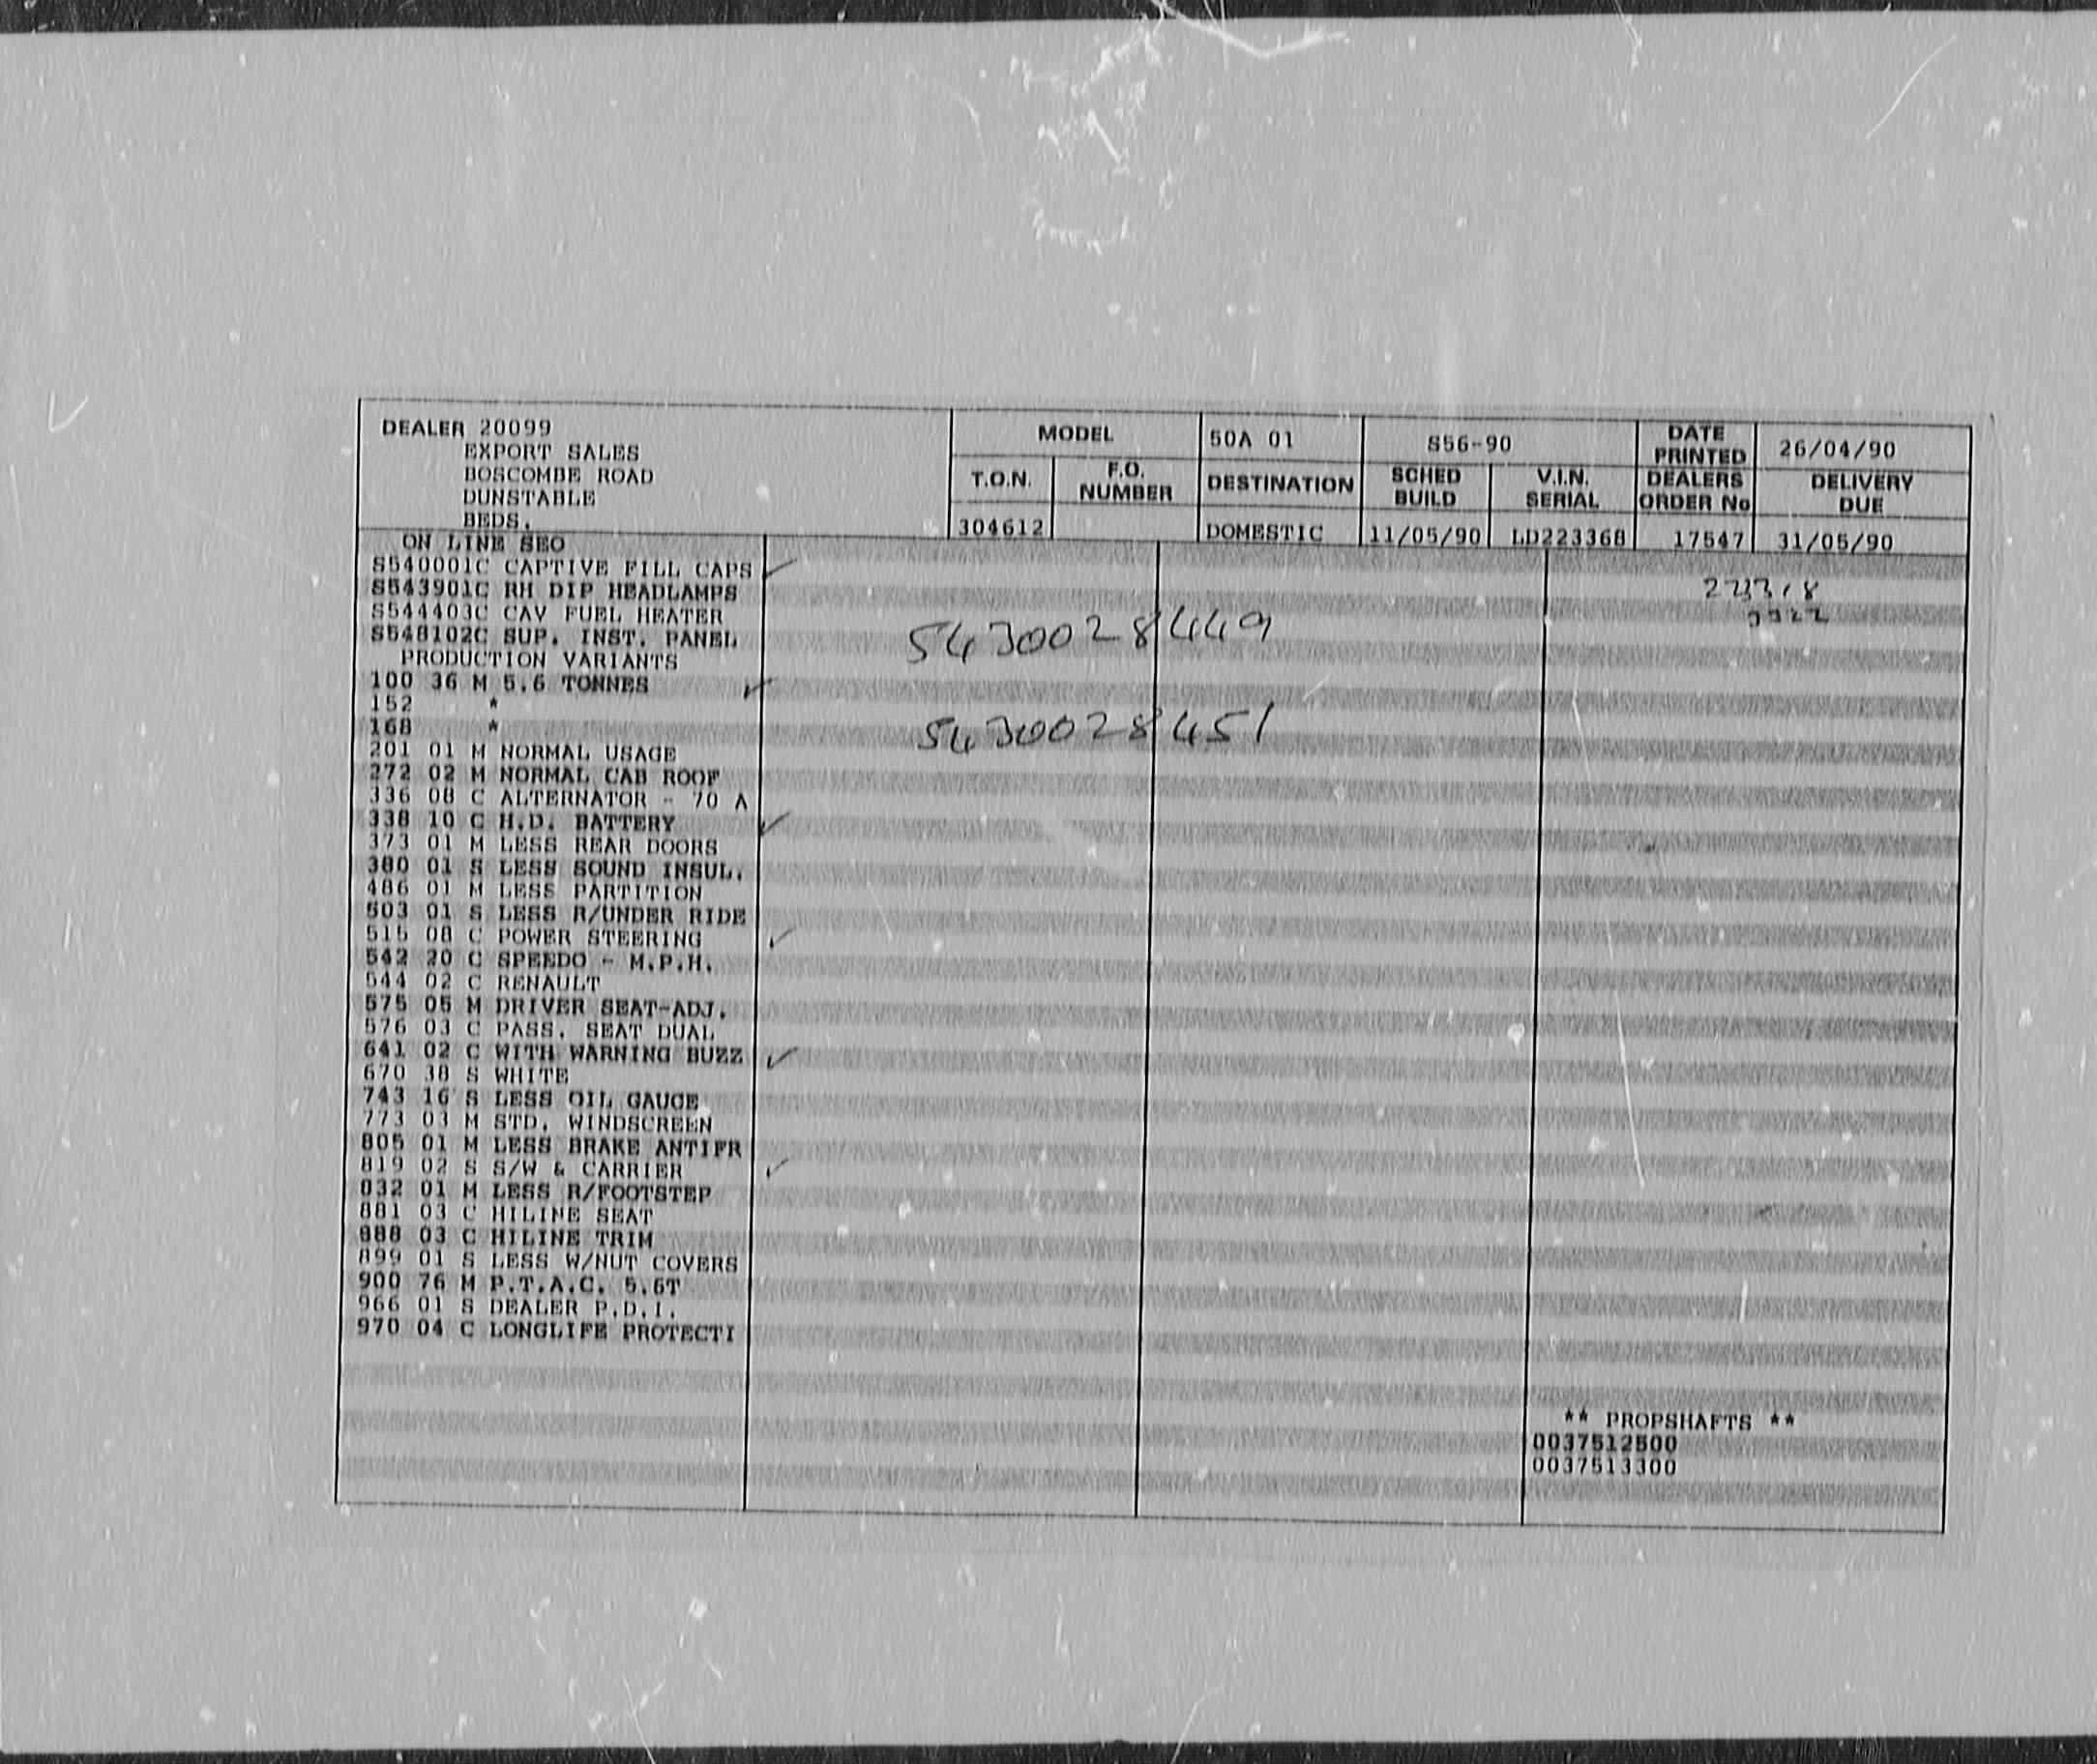 DEALER 20099
EXPORT SALES
BOSCOMBE ROAD
DUNSTABLE
BEDS.
MODEL 50A 01 S56-90 DATE PRINTED 26/04/90
T.O.N. F.O. NUMBER DESTINATION SCHED BUILD V.I.N. SERIAL DEALERS ORDER No DELIVERY DUE
304612 DOMESTIC 11/05/90 LD223368 17547 31/05/90
ON LINE SEO
S540001C CAPTIVE FILL CAPS ✓
S543901C RH DIP HEADLAMPS
S544403C CAV FUEL HEATER
S548102C SUP. INST. PANEL
5430028449
PRODUCTION VARIANTS
100 36 M 5.6 TONNES ✓
152 *
168 *
5430028451
201 01 M NORMAL USAGE
272 02 M NORMAL CAB ROOF
336 08 C ALTERNATOR - 70 A
338 10 C H.D. BATTERY ✓
373 01 M LESS REAR DOORS
380 01 S LESS SOUND INSUL.
486 01 M LESS PARTITION
503 01 S LESS R/UNDER RIDE
515 08 C POWER STEERING ✓
542 20 C SPEEDO - M.P.H.
544 02 C RENAULT
575 05 M DRIVER SEAT-ADJ.
576 03 C PASS. SEAT DUAL
641 02 C WITH WARNING BUZZ ✓
670 38 S WHITE
743 16 S LESS OIL GAUGE
773 03 M STD. WINDSCREEN
805 01 M LESS BRAKE ANTIFR
819 02 S S/W & CARRIER ✓
832 01 M LESS R/FOOTSTEP
881 03 C HILINE SEAT
888 03 C HILINE TRIM
899 01 S LESS W/NUT COVERS
900 76 M P.T.A.C. 5.6T
966 01 S DEALER P.D.I.
970 04 C LONGLIFE PROTECTI
** PROPSHAFTS **
0037512500
0037513300